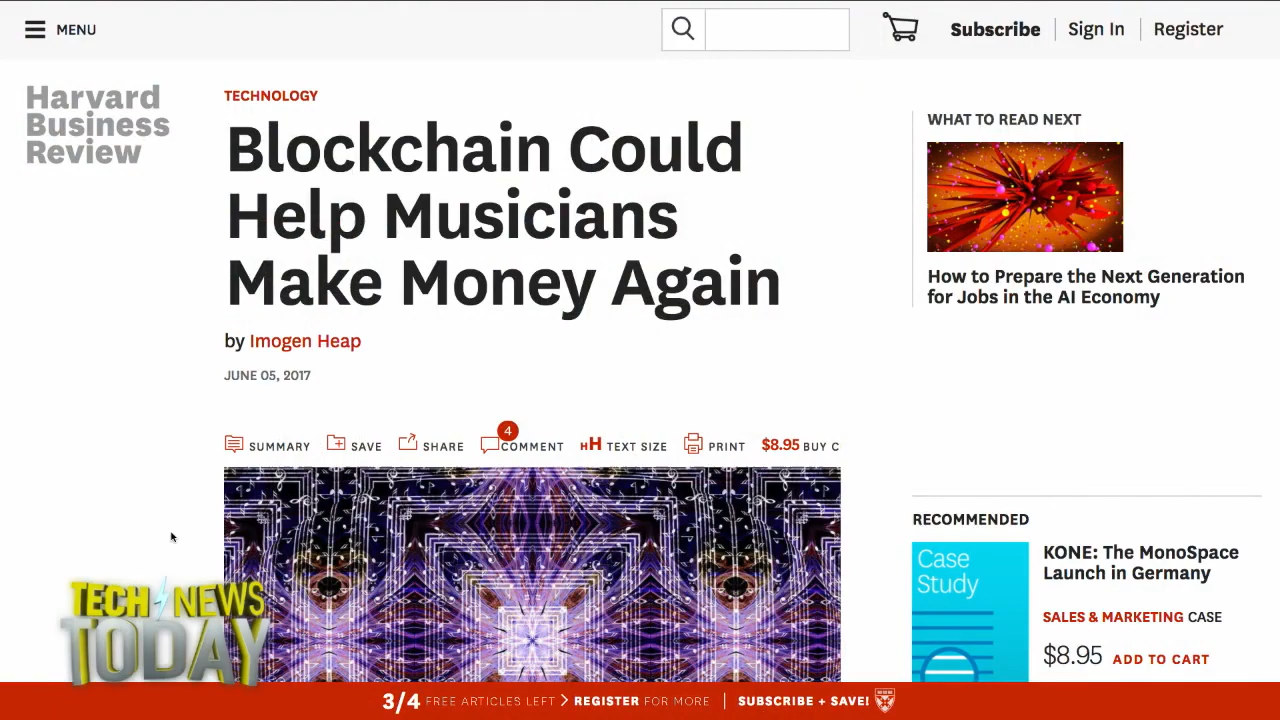 MENU
Subscribe
Sign In
Register
Harvard
Business
Review
TECHNOLOGY
Blockchain Could
Help Musicians
Make Money Again
by Imogen Heap
JUNE 05, 2017
SUMMARY
SAVE
SHARE
4
COMMENT
HH TEXT SIZE
PRINT
$8.95 BUY C
WHAT TO READ NEXT
How to Prepare the Next Generation
for Jobs in the AI Economy
RECOMMENDED
Case
Study
KONE: The MonoSpace
Launch in Germany
SALES & MARKETING CASE
$8.95 ADD TO CART
TECH NEWS
TODAY
3/4 FREE ARTICLES LEFT > REGISTER FOR MORE | SUBSCRIBE + SAVE!